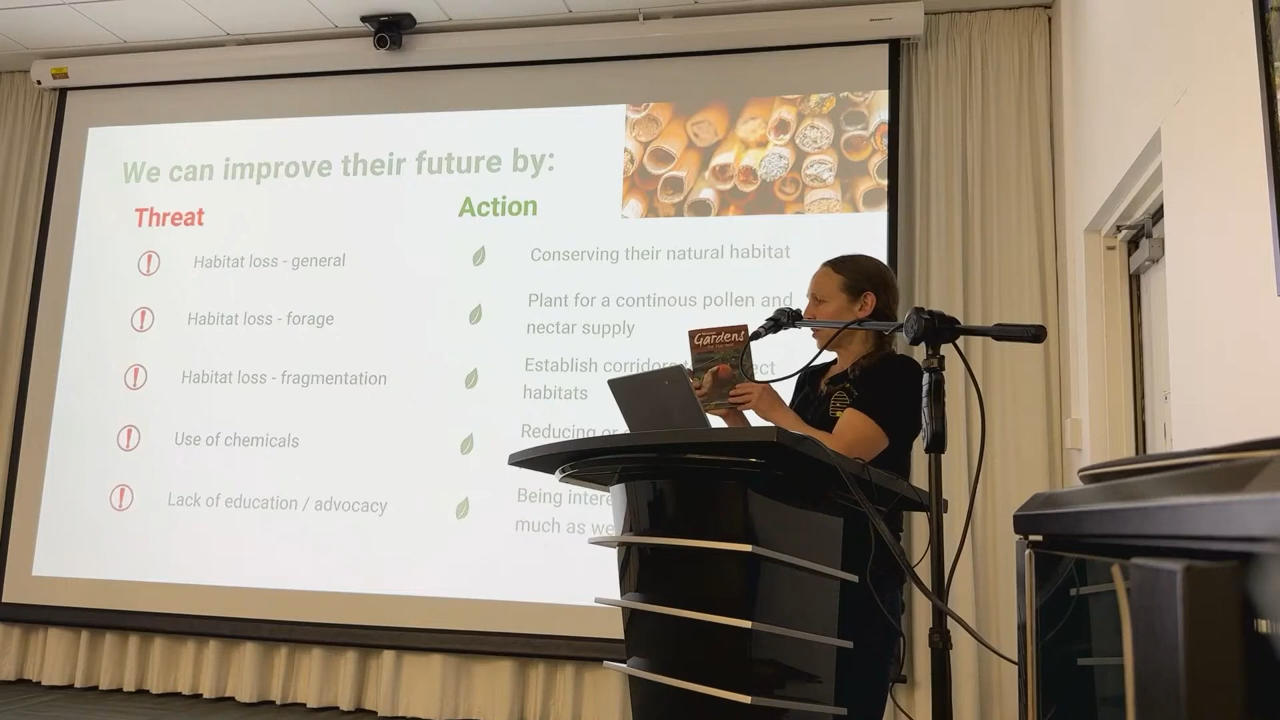 We can improve their future by:
Threat
Action
Habitat loss - general
Conserving their natural habitat
Habitat loss - forage
Plant for a continous pollen and
nectar supply
Habitat loss - fragmentation
Establish corridors
habitats
Use of chemicals
Reducing or
Lack of education / advocacy
Being
much as we
Gardens